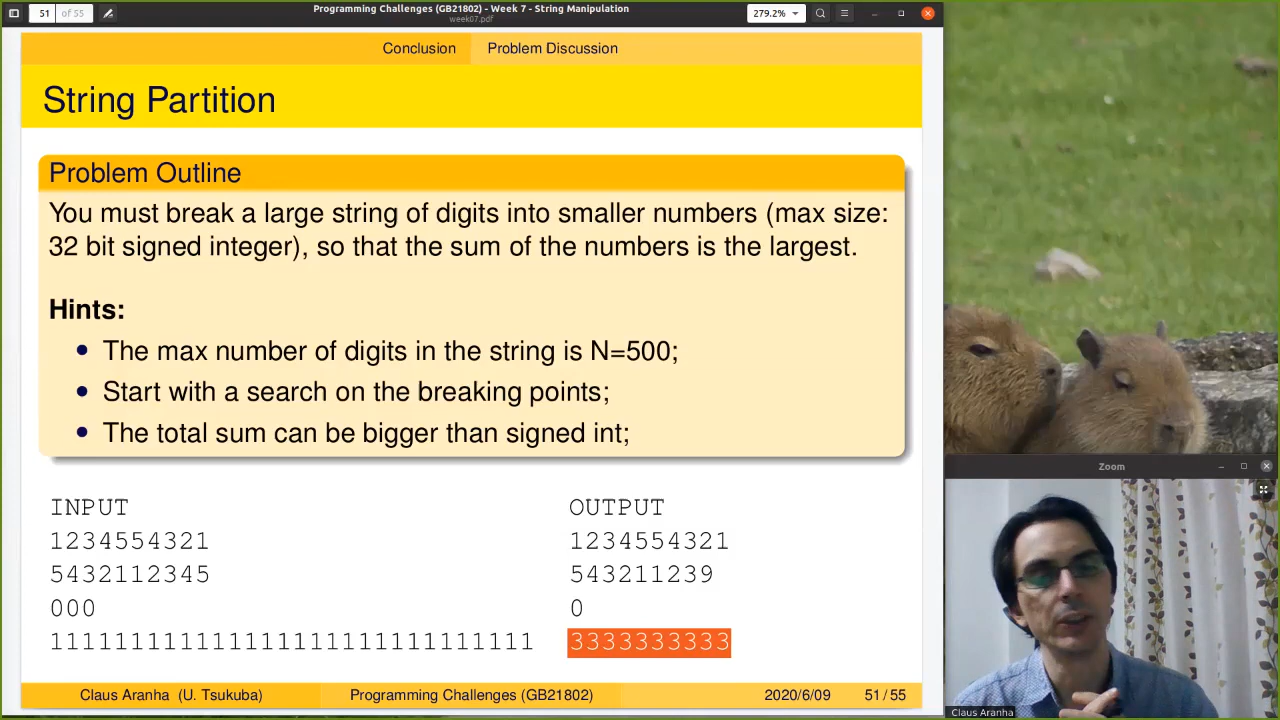 51 of 55
Programming Challenges (GB21802) - Week 7 - String Manipulation
week07.pdf
279.2%
Conclusion Problem Discussion
String Partition
Problem Outline
You must break a large string of digits into smaller numbers (max size:
32 bit signed integer), so that the sum of the numbers is the largest.
Hints:
• The max number of digits in the string is N=500;
• Start with a search on the breaking points;
• The total sum can be bigger than signed int;
INPUT OUTPUT
1234554321 1234554321
5432112345 543211239
000 0
111111111111111111111111111111 3333333333
Claus Aranha (U. Tsukuba) Programming Challenges (GB21802) 2020/6/09 51 / 55
Zoom
Claus Aranha